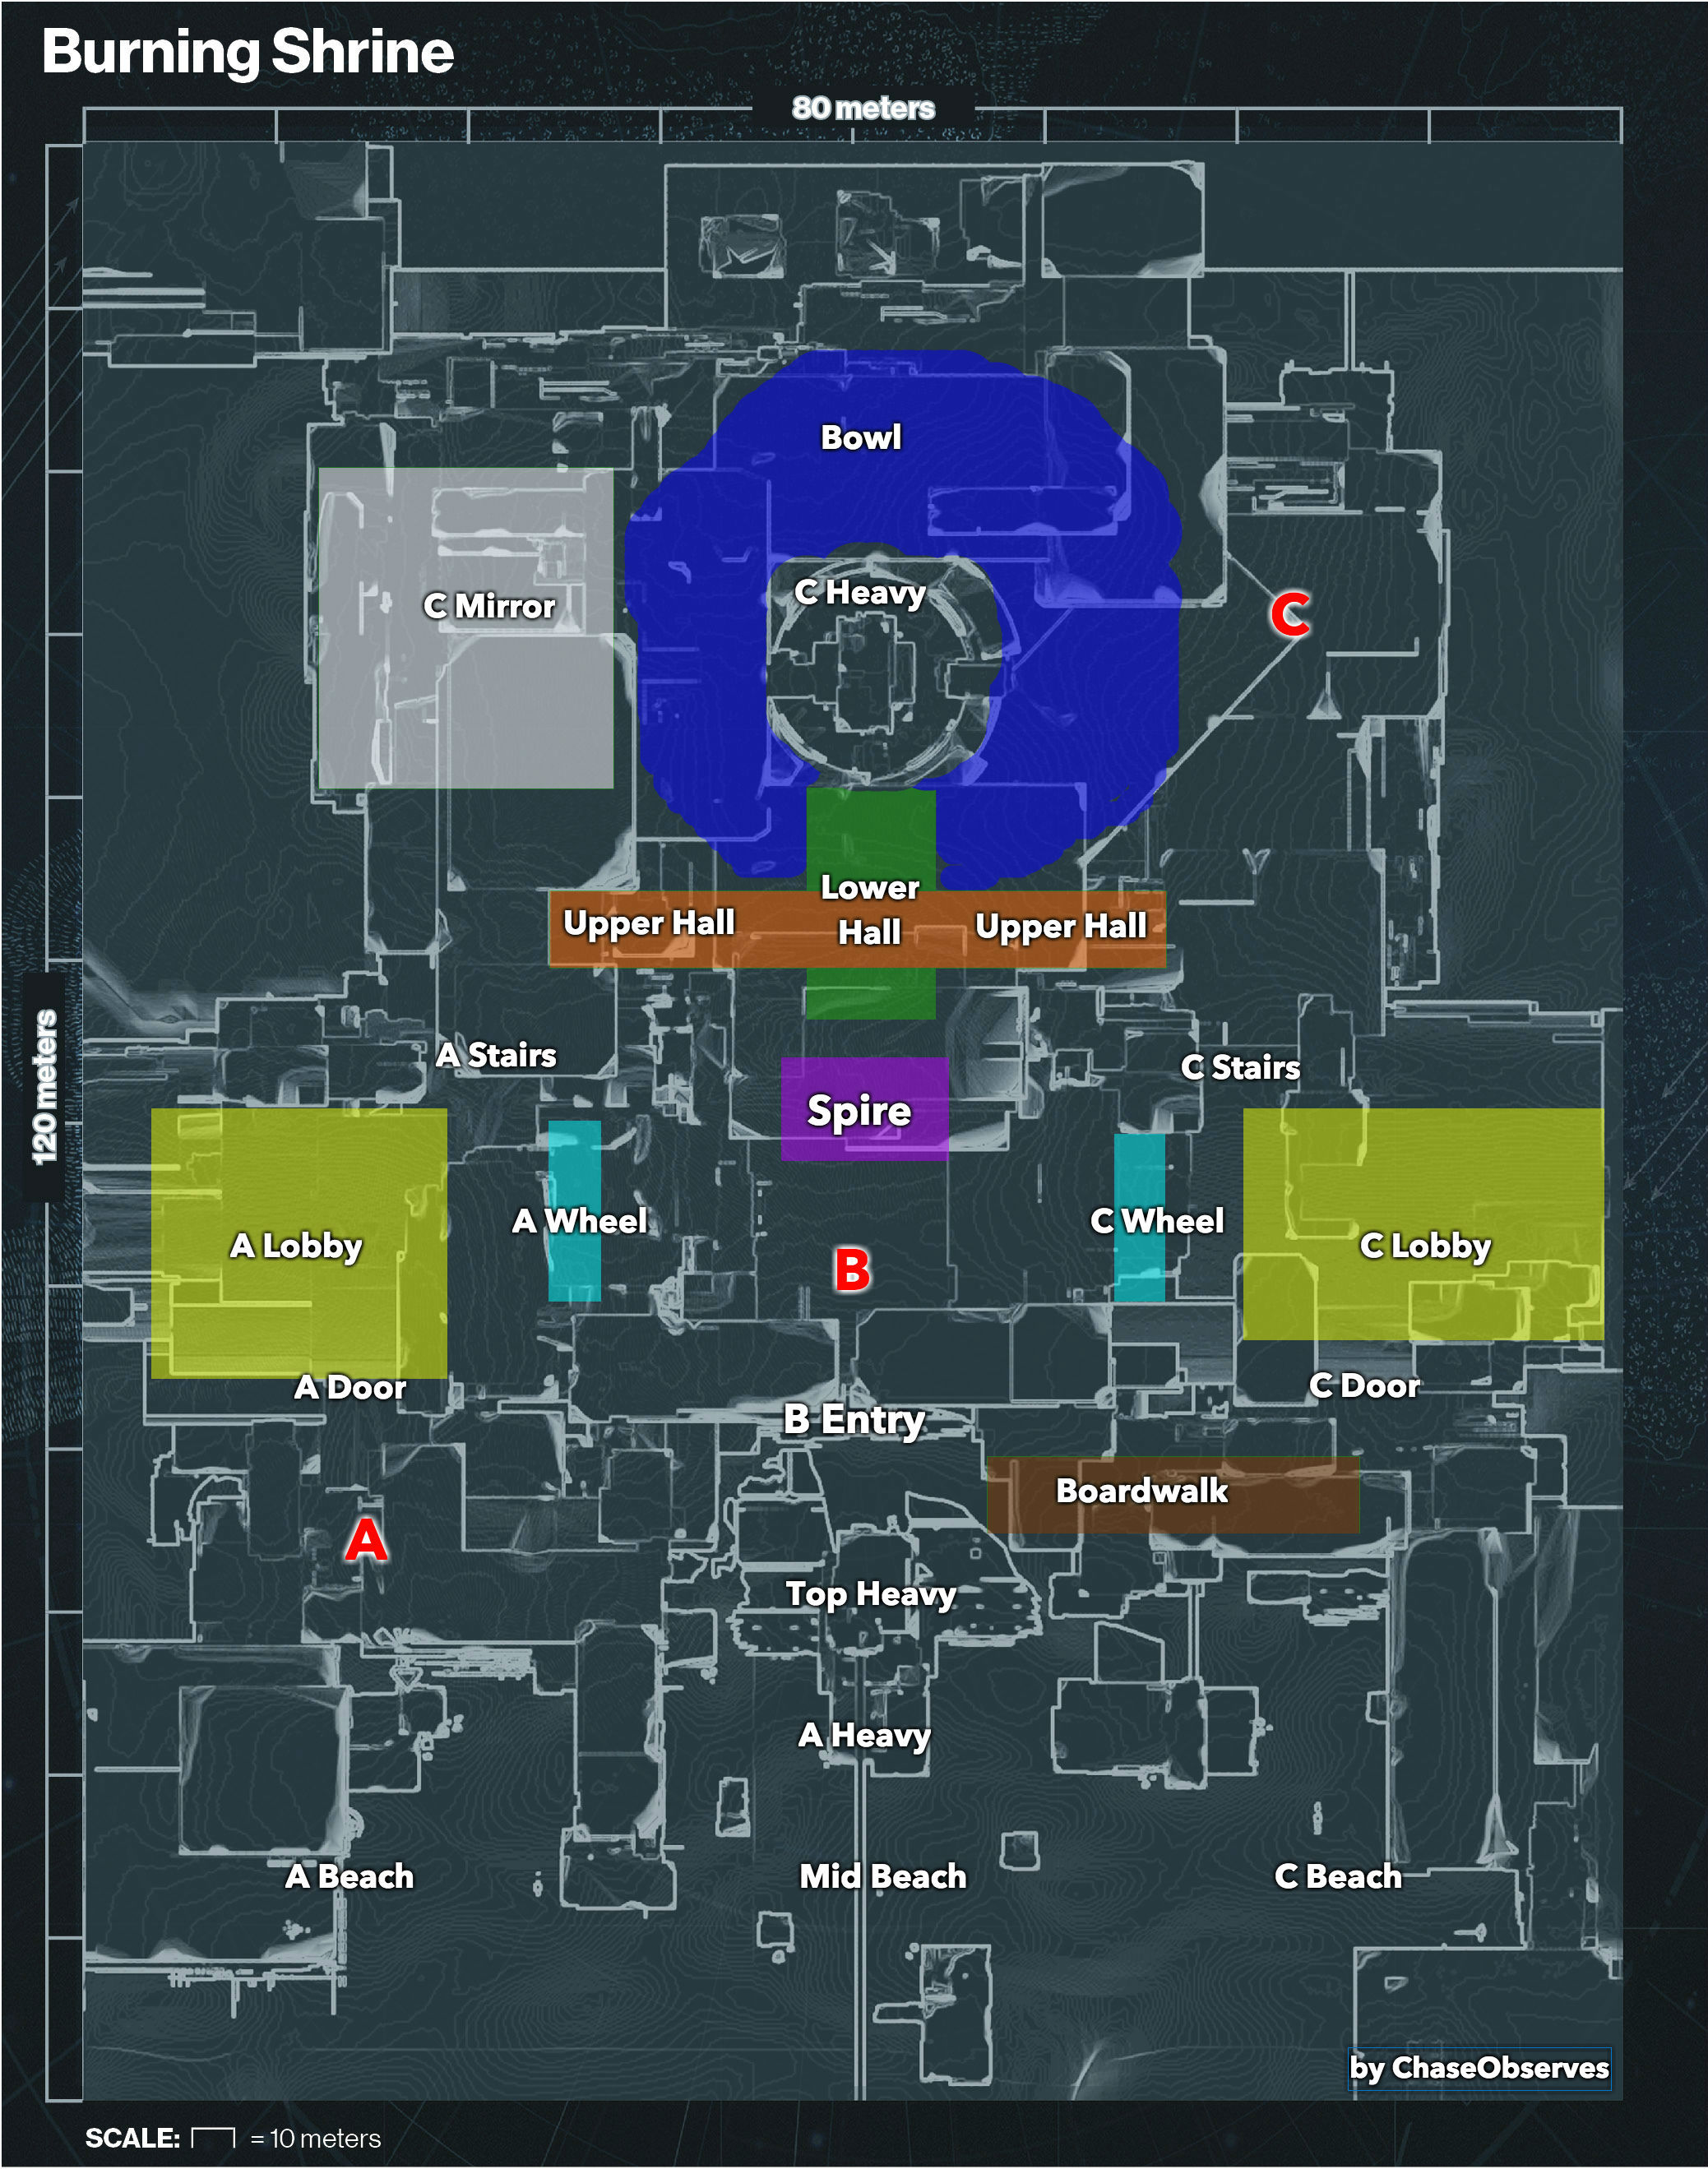 Burning Shrine
80 meters
120 meters
Bowl
C Heavy
C Mirror
C
Lower
Hall
Upper Hall
Upper Hall
A Stairs
C Stairs
Spire
A Wheel
C Wheel
A Lobby
C Lobby
B
A Door
C Door
B Entry
Boardwalk
A
Top Heavy
A Heavy
A Beach
Mid Beach
C Beach
by ChaseObserves
SCALE: = 10 meters